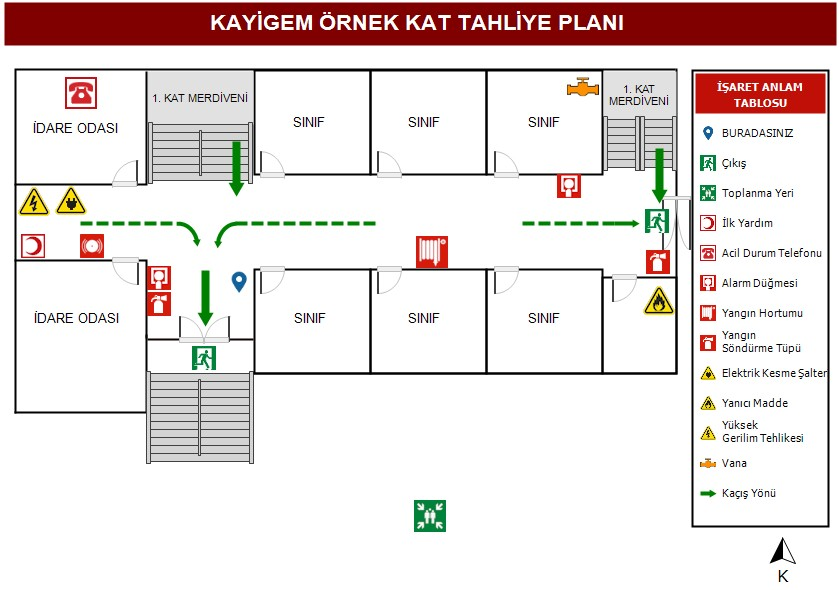 KAYİGEM ÖRNEK KAT TAHLİYE PLANI
İDARE ODASI
1. KAT MERDİVENİ
SINIF
SINIF
SINIF
1. KAT
MERDİVENİ
İDARE ODASI
SINIF
SINIF
SINIF
İŞARET ANLAM
TABLOSU
BURADASINIZ
Çıkış
Toplanma Yeri
İlk Yardım
Acil Durum Telefonu
Alarm Düğmesi
Yangın Hortumu
Yangın
Söndürme Tüpü
Elektrik Kesme Şalter
Yanıcı Madde
Yüksek
Gerilim Tehlikesi
Vana
Kaçış Yönü
K